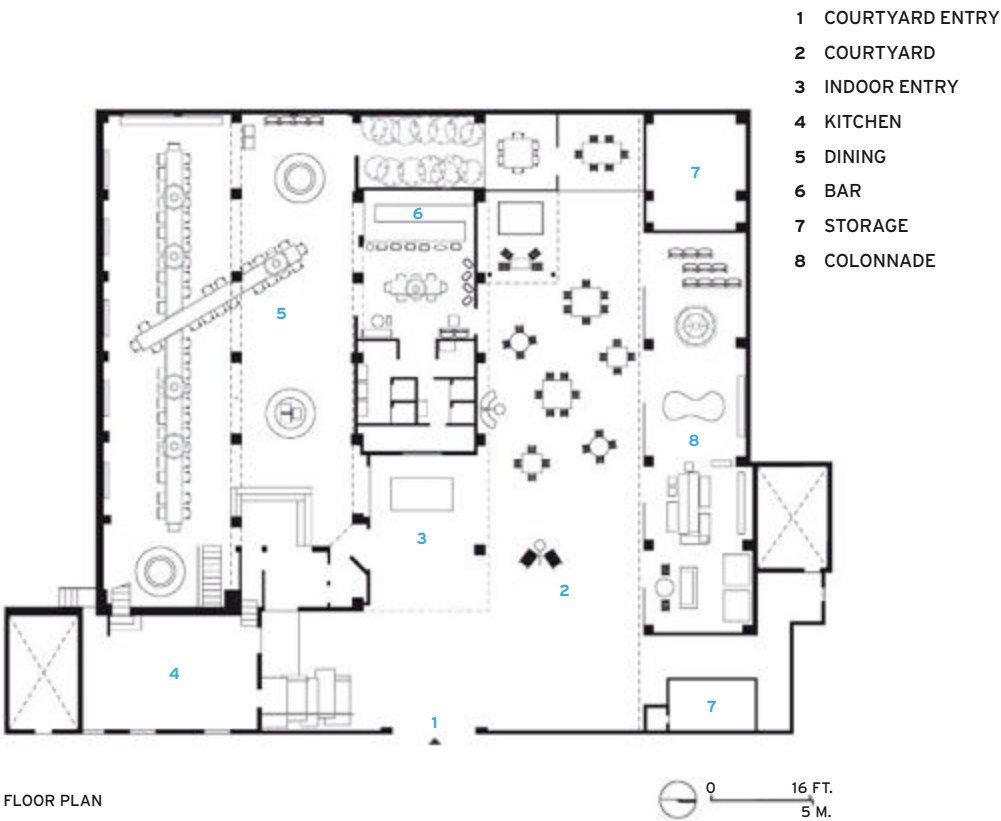 1 COURTYARD ENTRY
2 COURTYARD
3 INDOOR ENTRY
4 KITCHEN
5 DINING
6 BAR
7 STORAGE
8 COLONNADE
6
7
5
8
3
2
4
7
1
FLOOR PLAN
0 16 FT.
5 M.